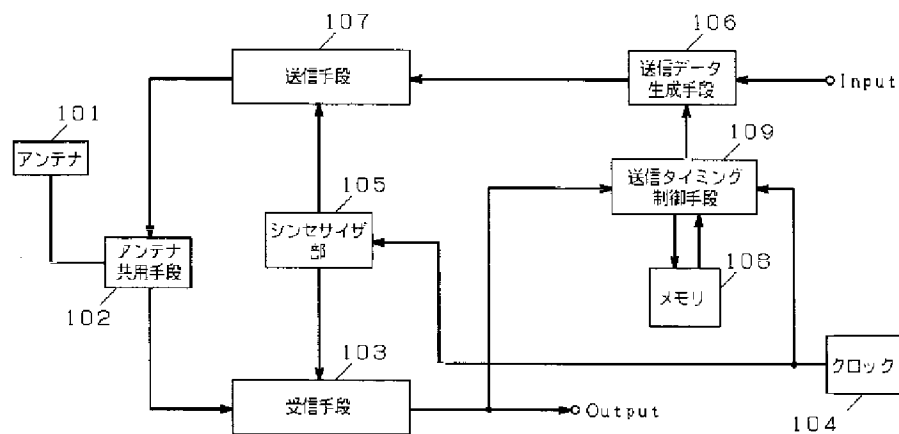 107
送信手段
106
送信データ
生成手段
Input
101
アンテナ
109
送信タイミング
制御手段
105
シンセサイザ
部
アンテナ
共用手段
102
108
メモリ
103
受信手段
Output
クロック
104